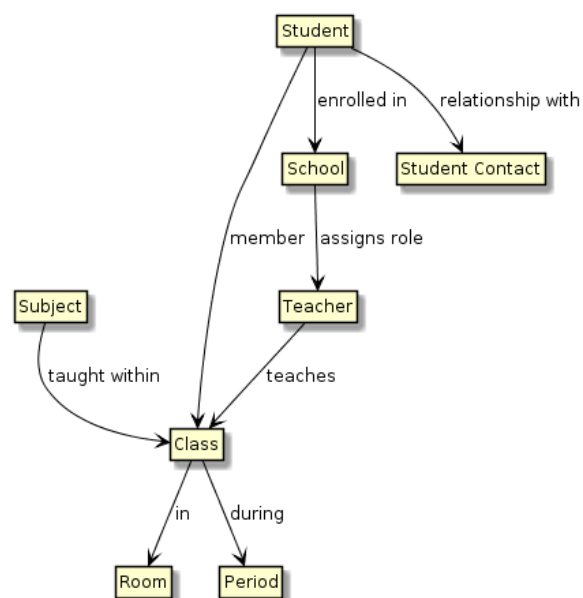 Student
enrolled in
relationship with
School
Student Contact
member
assigns role
Subject
Teacher
taught within
teaches
Class
in
during
Room
Period